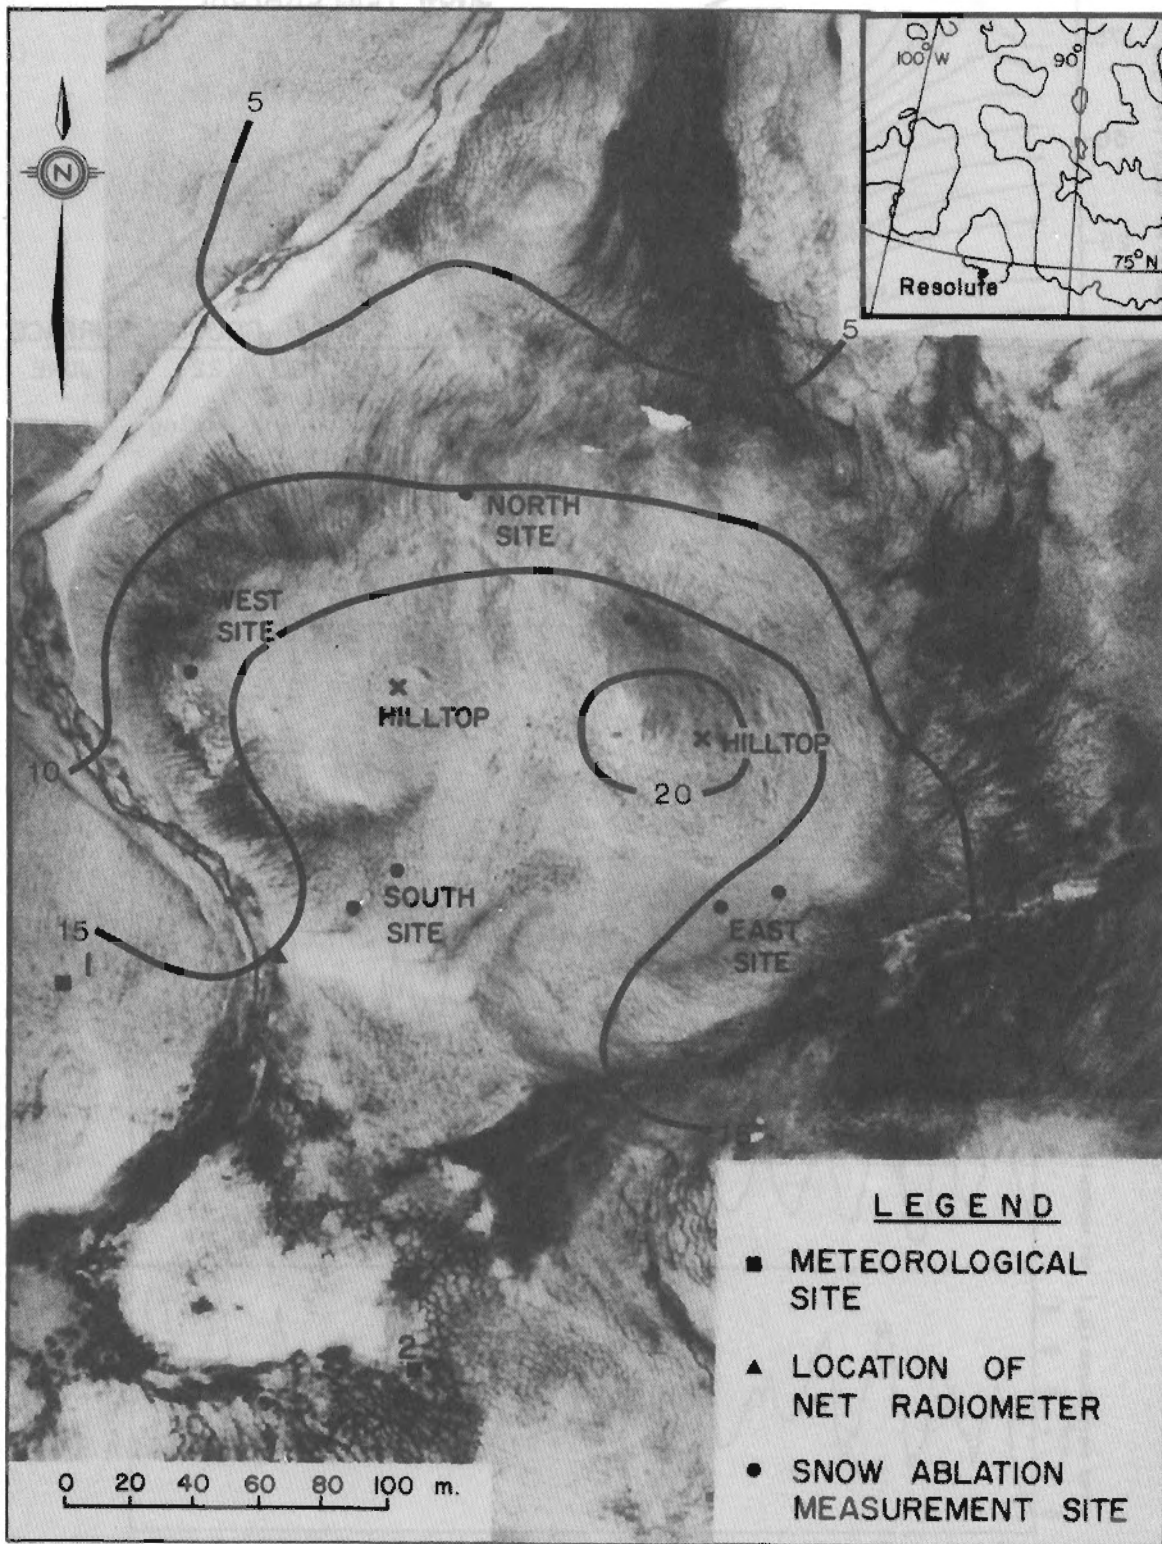 5
N
100° W
90°
75°N
Resolute
5
NORTH
SITE
WEST
SITE
HILLTOP
HILLTOP
10
20
SOUTH
SITE
EAST
SITE
15
1
2
LEGEND
METEOROLOGICAL
SITE
LOCATION OF
NET RADIOMETER
SNOW ABLATION
MEASUREMENT SITE
0 20 40 60 80 100 m.